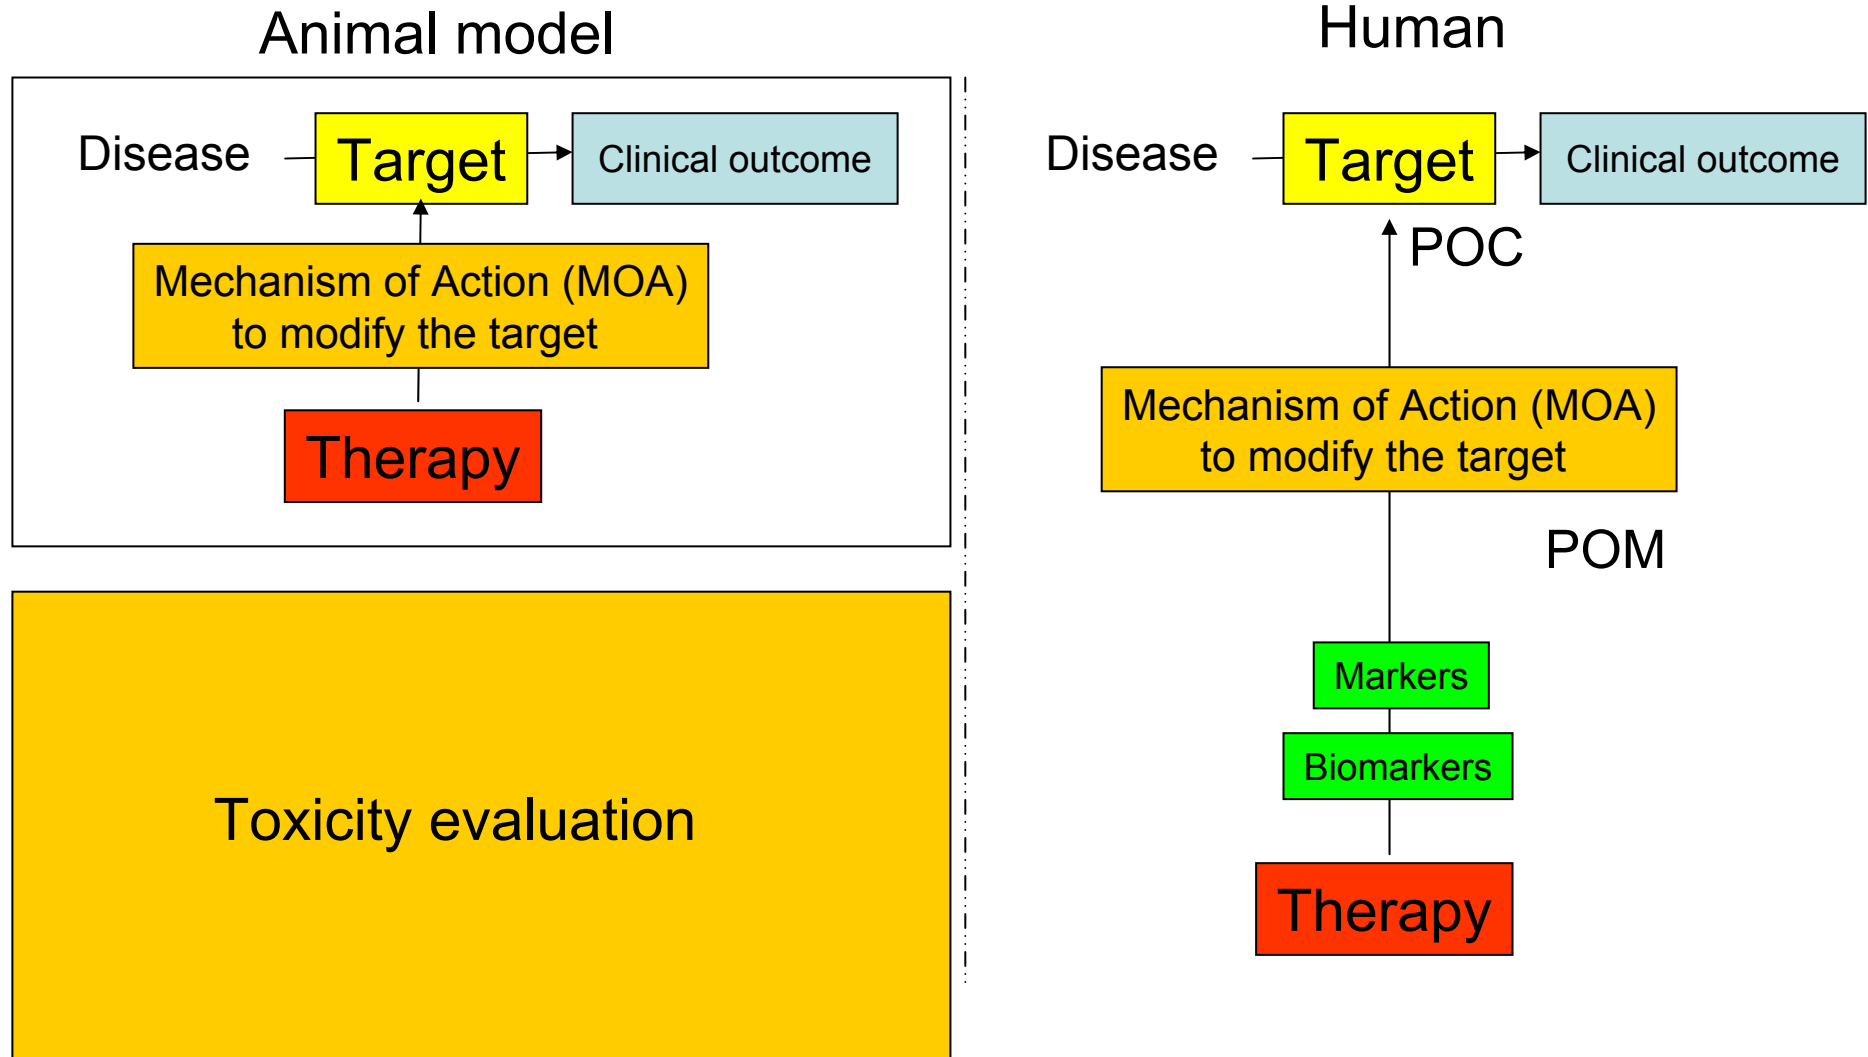 Animal model
Disease
Target
Clinical outcome
Mechanism of Action (MOA)
to modify the target
Therapy
Toxicity evaluation
Human
Disease
Target
Clinical outcome
POC
Mechanism of Action (MOA)
to modify the target
POM
Markers
Biomarkers
Therapy